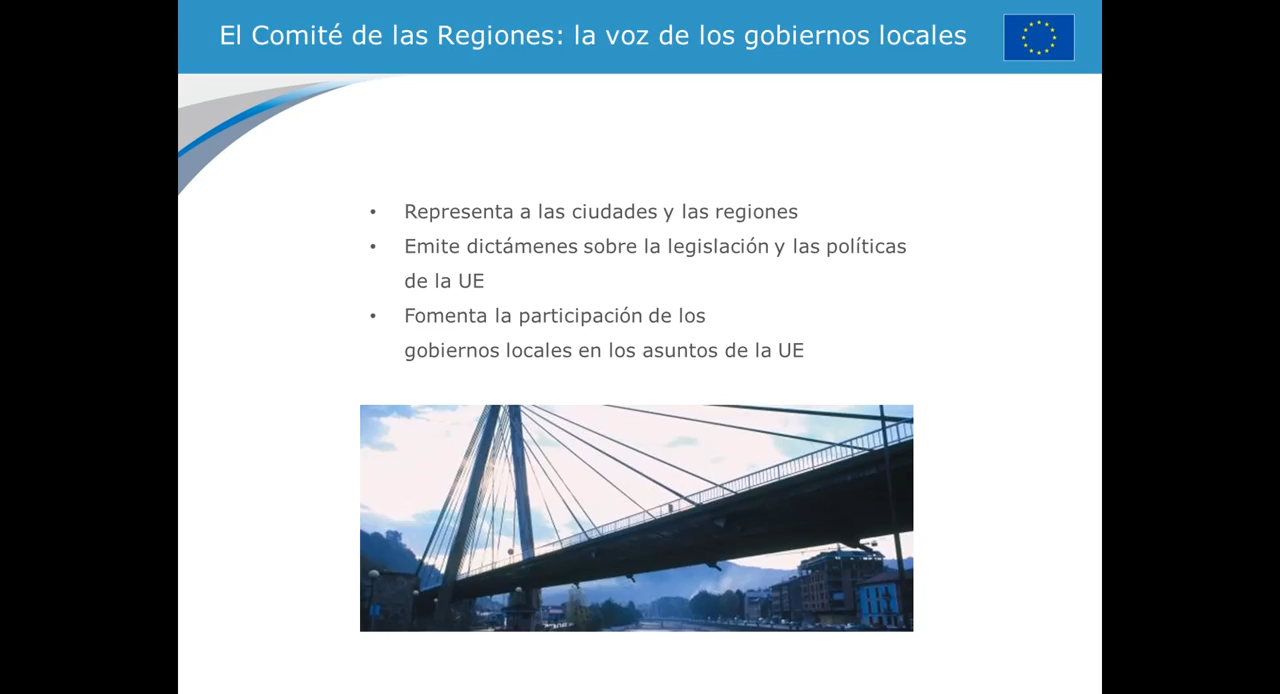 El Comité de las Regiones: la voz de los gobiernos locales
• Representa a las ciudades y las regiones
• Emite dictámenes sobre la legislación y las políticas
de la UE
• Fomenta la participación de los
gobiernos locales en los asuntos de la UE